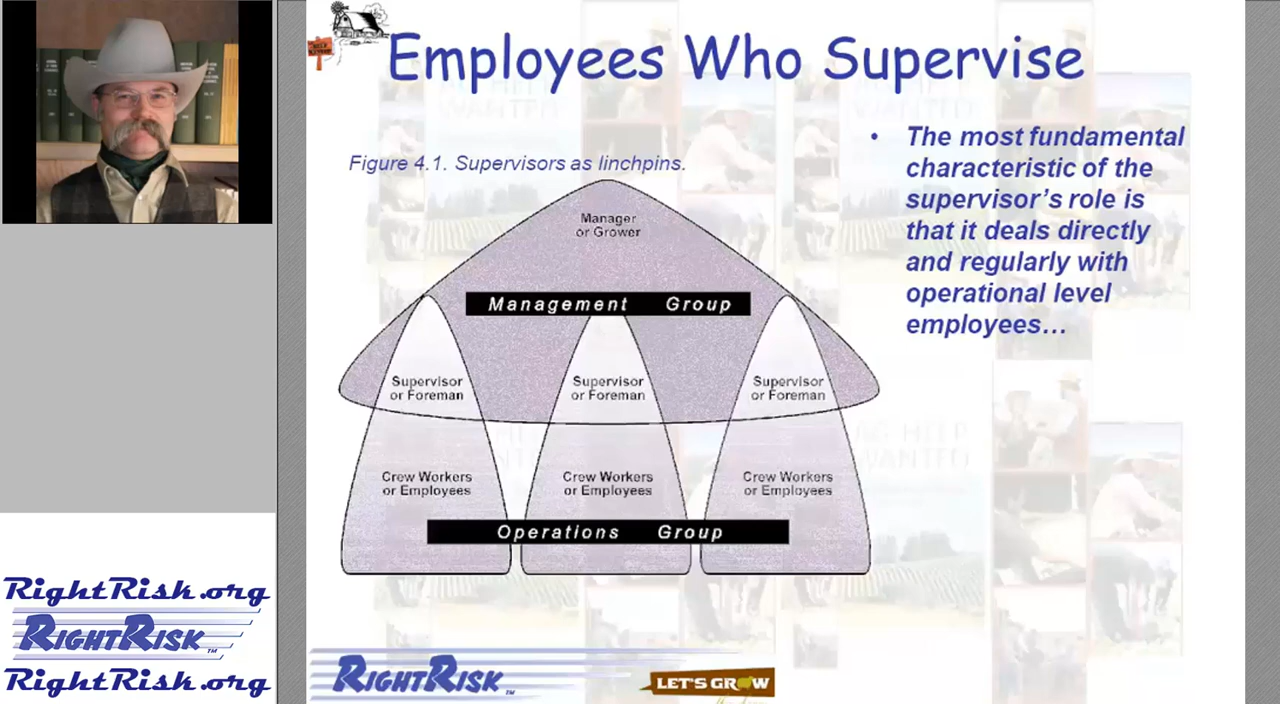 Employees Who Supervise
Figure 4.1. Supervisors as linchpins.
Manager
or Grower
Management Group
Supervisor
or Foreman
Supervisor
or Foreman
Supervisor
or Foreman
Crew Workers
or Employees
Crew Workers
or Employees
Crew Workers
or Employees
Operations Group
• The most fundamental
characteristic of the
supervisor's role is
that it deals directly
and regularly with
operational level
employees…
RightRisk.org
RIGHTRISK™
RightRisk.org
RIGHTRISK™
LET'S GROW